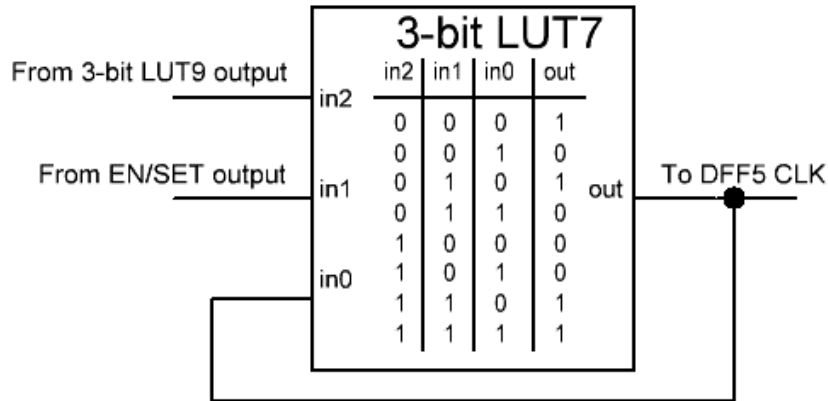 3-bit LUT7
From 3-bit LUT9 output
in2 in1 in0 out
in2
0 0 0 1
0 0 1 0
From EN/SET output
0 1 0 1
To DFF5 CLK
in1
out
0 1 1 0
1 0 0 0
in0
1 0 1 0
1 1 0 1
1 1 1 1